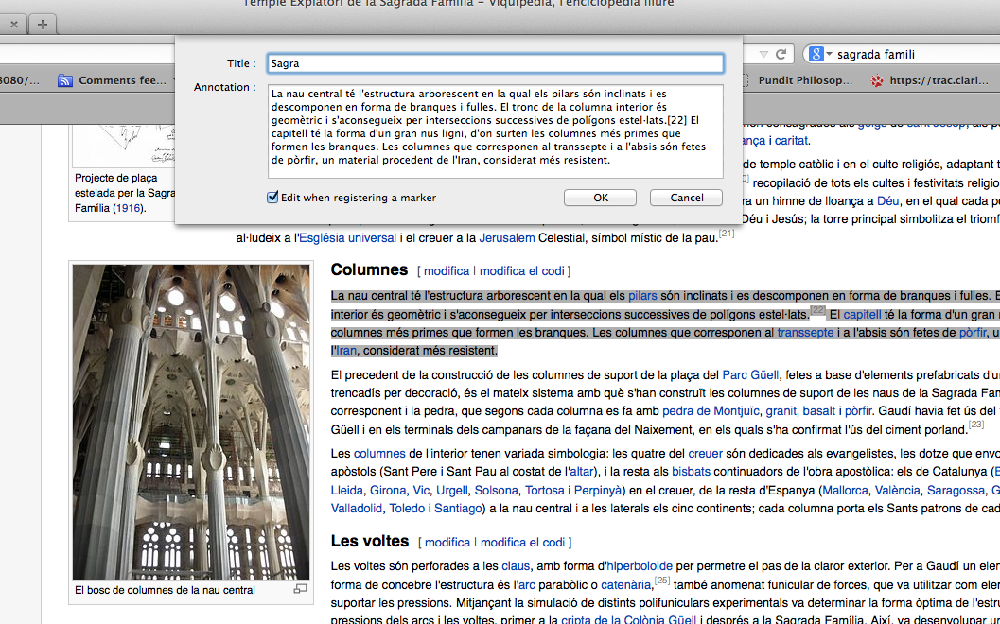 Temple Expiatori de la Sagrada Família – Viquipèdia, l'enciclopèdia lliure
8080/...
Comments fee...
sagrada famili
Pundit Philosop...
https://trac.clari...
Title :
Sagra
Annotation :
La nau central té l'estructura arborescent en la qual els pilars són inclinats i es
descomponen en forma de branques i fulles. El tronc de la columna interior és
geomètric i s'aconsegueix per interseccions successives de polígons estel·lats.[22] El
capitell té la forma d'un gran nus ligni, d'on surten les columnes més primes que
formen les branques. Les columnes que corresponen al transsepte i a l'absis són fetes
de pòrfir, un material procedent de l'Iran, considerat més resistent.
Edit when registering a marker
OK
Cancel
Projecte de plaça
estelada per la Sagra
Família (1916).
ança i caritat.
de temple catòlic i en el culte religiós, adaptant t
recopilació de tots els cultes i festivitats religio
ra un himne de lloança a Déu, en el qual cada po
Déu i Jesús; la torre principal simbolitza el triomf
al·ludeix a l'Església universal i el creuer a la Jerusalem Celestial, símbol místic de la pau.[21]
Columnes [ modifica | modifica el codi ]
La nau central té l'estructura arborescent en la qual els pilars són inclinats i es descomponen en forma de branques i fulles. E
interior és geomètric i s'aconsegueix per interseccions successives de polígons estel·lats.[22] El capitell té la forma d'un gran
columnes més primes que formen les branques. Les columnes que corresponen al transsepte i a l'absis són fetes de pòrfir, u
l'Iran, considerat més resistent.
El precedent de la construcció de les columnes de suport de la plaça del Parc Güell, fetes a base d'elements prefabricats d'u
trencadís per decoració, és el mateix sistema amb què s'han construït les columnes de suport de les naus de la Sagrada Fam
corresponent i la pedra, que segons cada columna es fa amb pedra de Montjuïc, granit, basalt i pòrfir. Gaudí havia fet ús del
Güell i en els terminals dels campanars de la façana del Naixement, en els quals s'ha confirmat l'ús del ciment porland.[23]
Les columnes de l'interior tenen variada simbologia: les quatre del creuer són dedicades als evangelistes, les dotze que envo
apòstols (Sant Pere i Sant Pau al costat de l'altar), i la resta als bisbats continuadors de l'obra apostòlica: els de Catalunya (B
Lleida, Girona, Vic, Urgell, Solsona, Tortosa i Perpinyà) en el creuer, de la resta d'Espanya (Mallorca, València, Saragossa, G
Valladolid, Toledo i Santiago) a la nau central i a les laterals els cinc continents; cada columna porta els Sants patrons de cad
El bosc de columnes de la nau central
Les voltes [ modifica | modifica el codi ]
Les voltes són perforades a les claus, amb forma d'hiperboloide per permetre el pas de la claror exterior. Per a Gaudí un elem
forma de concebre l'estructura és l'arc parabòlic o catenària,[25] també anomenat funicular de forces, que va utilitzar com elem
suportar les pressions. Mitjançant la simulació de distints polifuniculars experimentals va determinar la forma òptima de l'estru
pressions dels arcs i les voltes, primer a la cripta de la Colònia Güell i després a la Sagrada Família. Així, va desenvolupar un